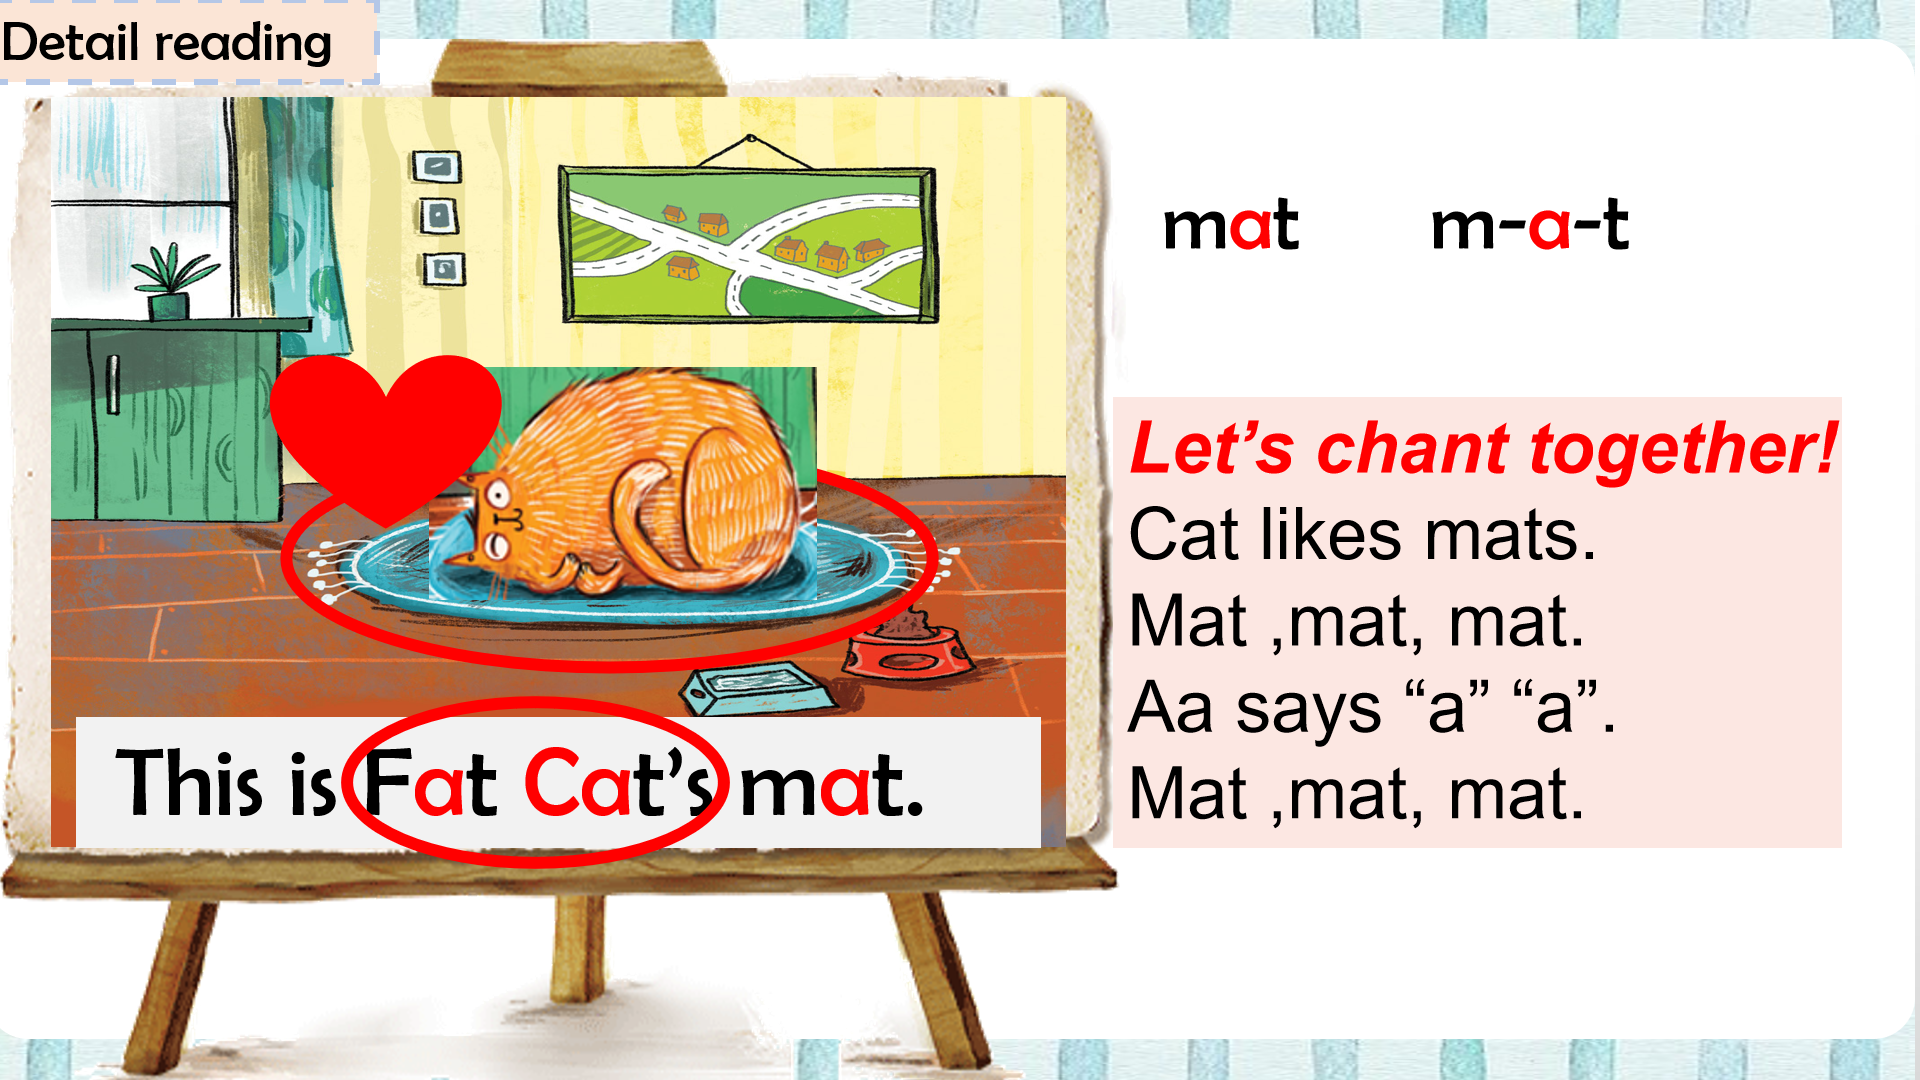 Detail reading
mat m-a-t
Let’s chant together!
Cat likes mats.
Mat ,mat, mat.
Aa says “a” “a”.
Mat ,mat, mat.
This is Fat Cat’s mat.